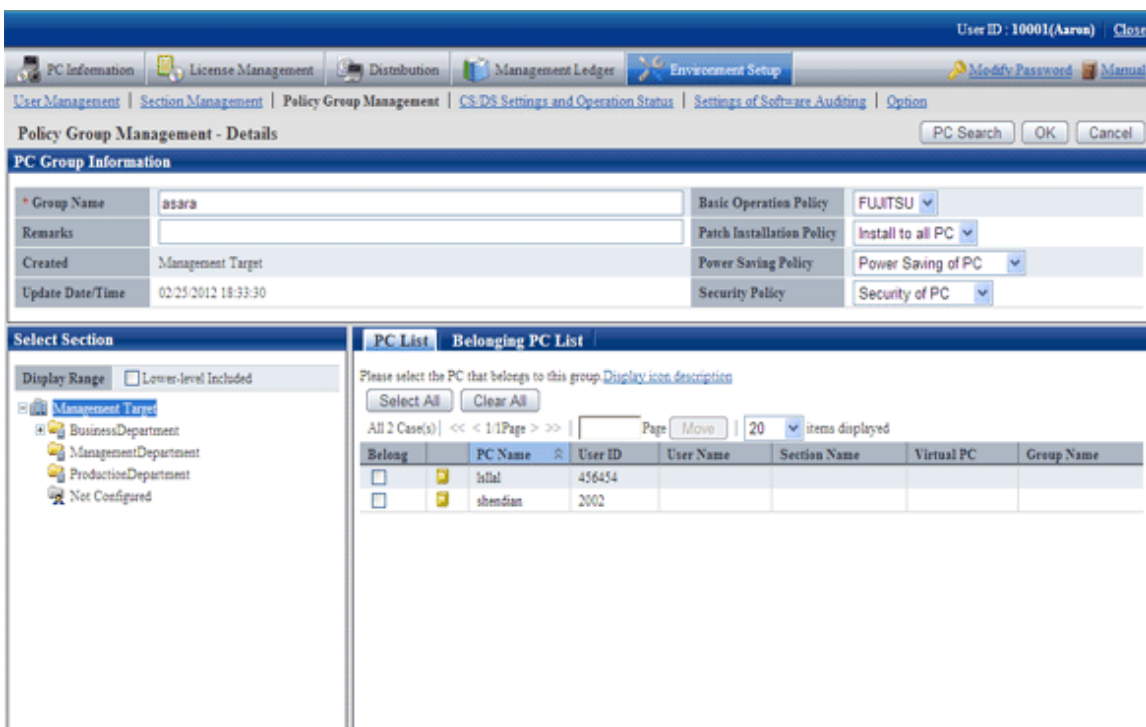 User ID : 10001(Aaron) Close
PC Information License Management Distribution Management Ledger Environment Setup Modify Password Manual
User Management | Section Management | Policy Group Management | CS/DS Settings and Operation Status | Settings of Software Auditing | Option
Policy Group Management - Details PC Search OK Cancel
PC Group Information
* Group Name asara Basic Operation Policy FUJITSU
Remarks Patch Installation Policy Install to all PC
Created Management Target Power Saving Policy Power Saving of PC
Update Date/Time 02/25/2012 18:33:30 Security Policy Security of PC
Select Section PC List Belonging PC List
Display Range Lower-level Included
Please select the PC that belongs to this group.Display icon description
Management Target
Select All Clear All
BusinessDepartment
All 2 Case(s)| << < 1/1Page > >> | Page Move | 20 items displayed
ManagementDepartment
Belong PC Name User ID User Name Section Name Virtual PC Group Name
ProductionDepartment
456454
Not Configured
shendian 2002